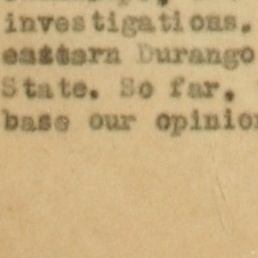 investigations.
eastern Durango
State. So far,
base our opinion